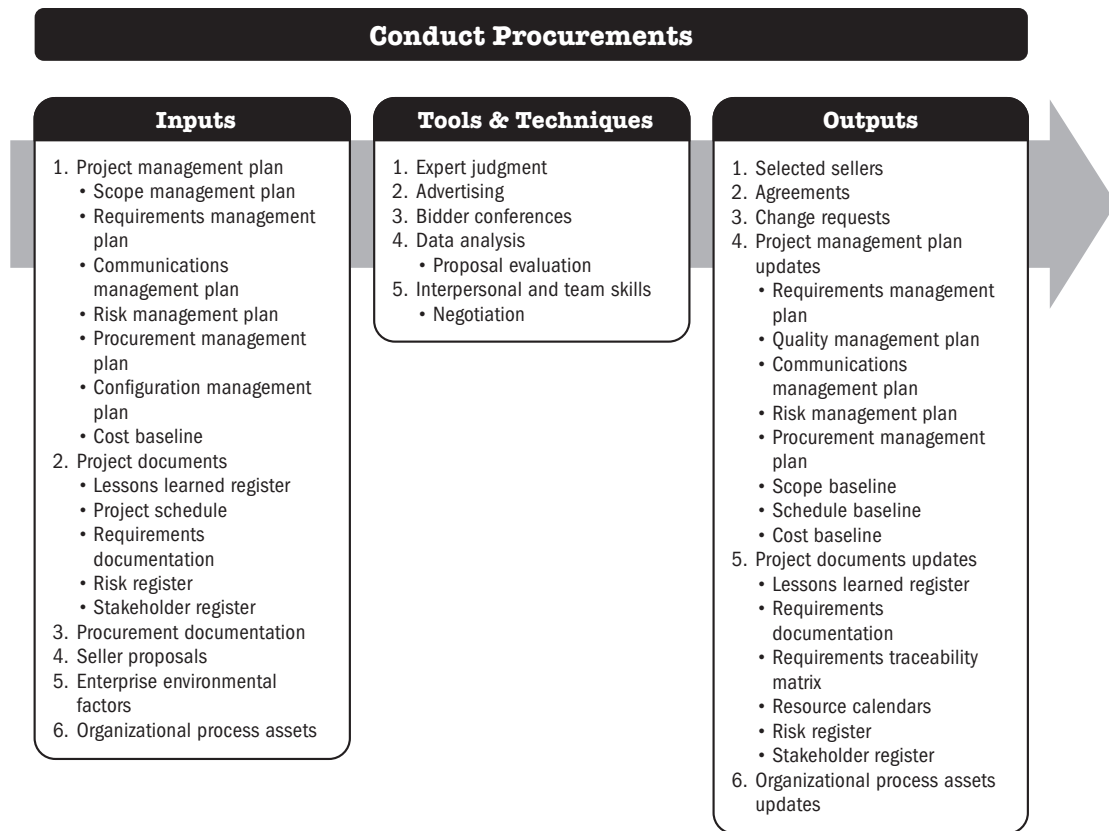 Conduct Procurements
Inputs
1. Project management plan
• Scope management plan
• Requirements management
plan
• Communications
management plan
• Risk management plan
• Procurement management
plan
• Configuration management
plan
• Cost baseline
2. Project documents
• Lessons learned register
• Project schedule
• Requirements
documentation
• Risk register
• Stakeholder register
3. Procurement documentation
4. Seller proposals
5. Enterprise environmental
factors
6. Organizational process assets
Tools & Techniques
1. Expert judgment
2. Advertising
3. Bidder conferences
4. Data analysis
• Proposal evaluation
5. Interpersonal and team skills
• Negotiation
Outputs
1. Selected sellers
2. Agreements
3. Change requests
4. Project management plan
updates
• Requirements management
plan
• Quality management plan
• Communications
management plan
• Risk management plan
• Procurement management
plan
• Scope baseline
• Schedule baseline
• Cost baseline
5. Project documents updates
• Lessons learned register
• Requirements
documentation
• Requirements traceability
matrix
• Resource calendars
• Risk register
• Stakeholder register
6. Organizational process assets
updates